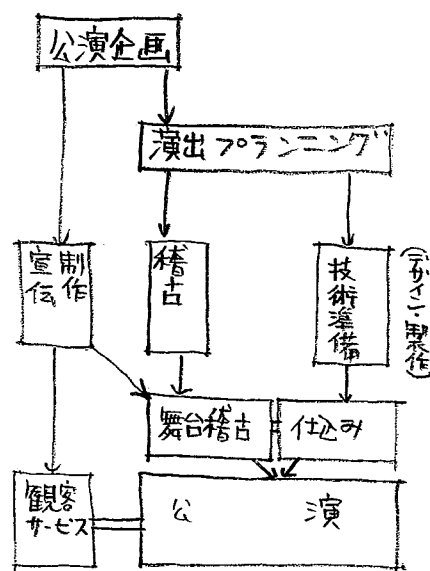 公演企画
演出プランニング
制作
宣伝
稽古
技術準備
(デザイン・製作)
舞台稽古
仕込み
観客
サービス
公演